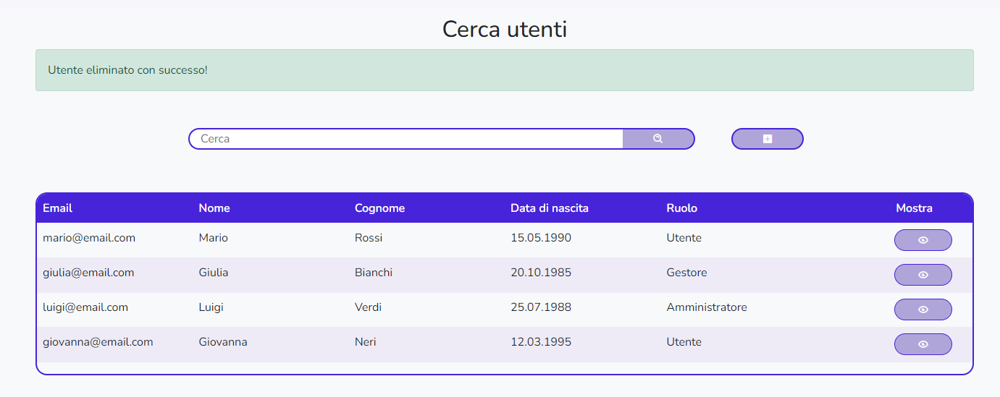 Cerca utenti
Utente eliminato con successo!
Cerca
Email Nome Cognome Data di nascita Ruolo Mostra
mario@email.com Mario Rossi 15.05.1990 Utente
giulia@email.com Giulia Bianchi 20.10.1985 Gestore
luigi@email.com Luigi Verdi 25.07.1988 Amministratore
giovanna@email.com Giovanna Neri 12.03.1995 Utente